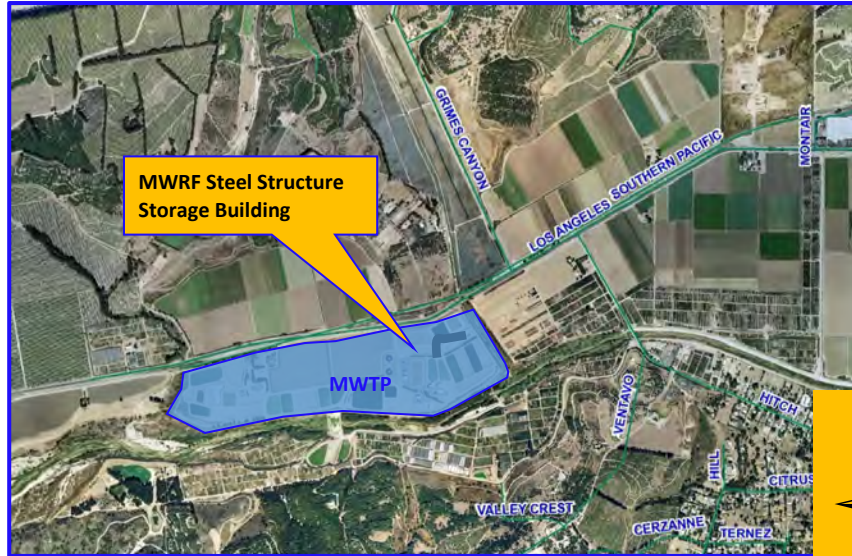 GRIMES CANYON
MONTAIR
LOS ANGELES SOUTHERN PACIFIC
MWRF Steel Structure
Storage Building
MWTP
VENTAVO
HITCH
HILL
CITRUS
VALLEY CREST
CERZANNE
TERNEZ